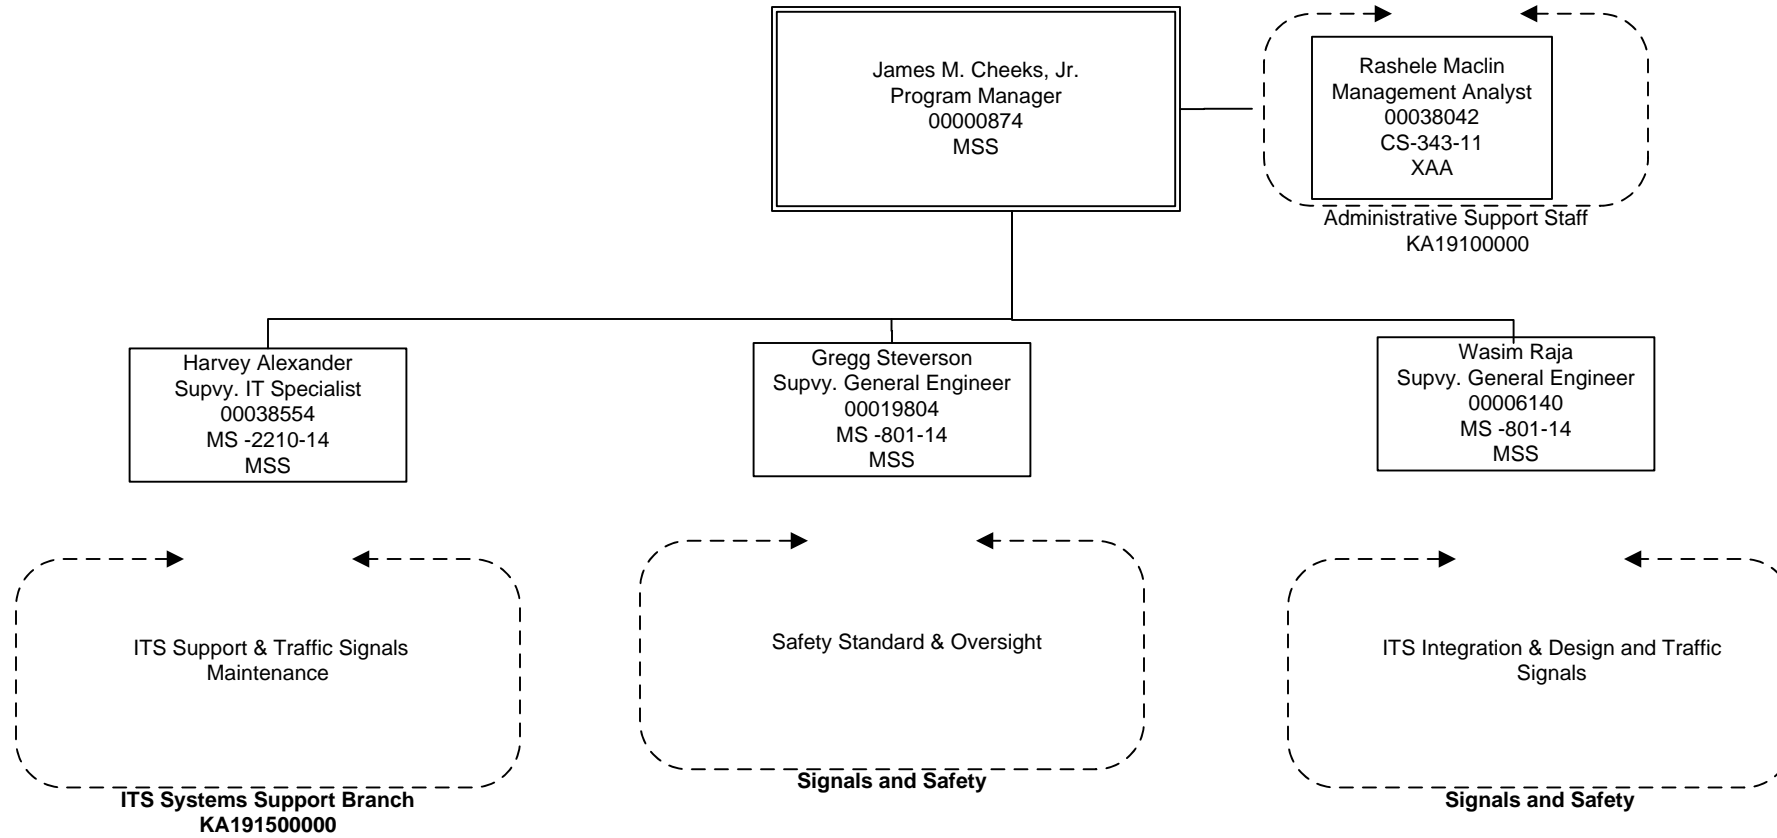 James M. Cheeks, Jr.
Program Manager
00000874
MSS
Rashele Maclin
Management Analyst
00038042
CS-343-11
XAA
Administrative Support Staff
KA19100000
Harvey Alexander
Supvy. IT Specialist
00038554
MS -2210-14
MSS
Gregg Steverson
Supvy. General Engineer
00019804
MS -801-14
MSS
Wasim Raja
Supvy. General Engineer
00006140
MS -801-14
MSS
ITS Support & Traffic Signals
Maintenance
ITS Systems Support Branch
KA191500000
Safety Standard & Oversight
Signals and Safety
ITS Integration & Design and Traffic
Signals
Signals and Safety